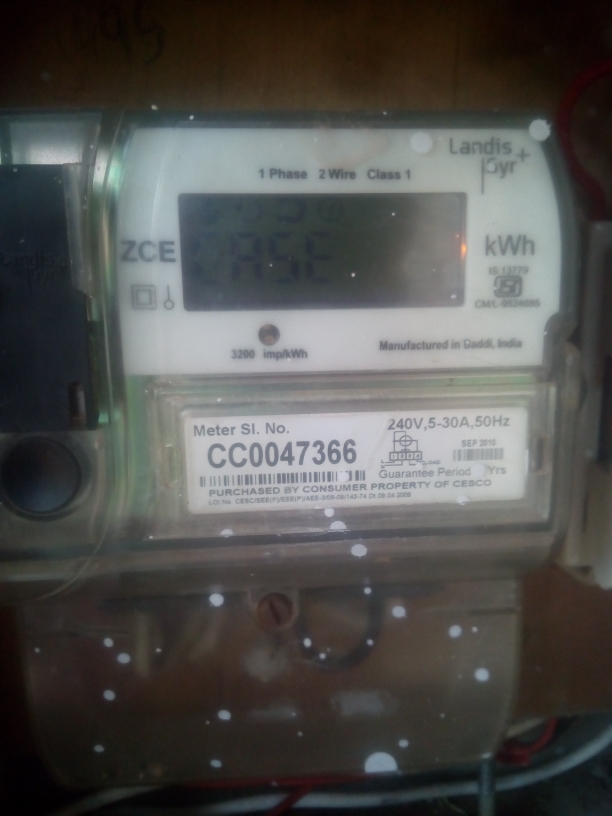 Landis
Gyr+
1 Phase 2 Wire Class 1
ZCE
CASE
kWh
IS 13779
3200 imp/kWh
Manufactured in Baddi, India
Meter Sl. No.
240V,5-30A,50Hz
CC0047366
SEP 2010
LOAD
Guarantee Period
Yrs
PURCHASED BY CONSUMER PROPERTY OF CESCO